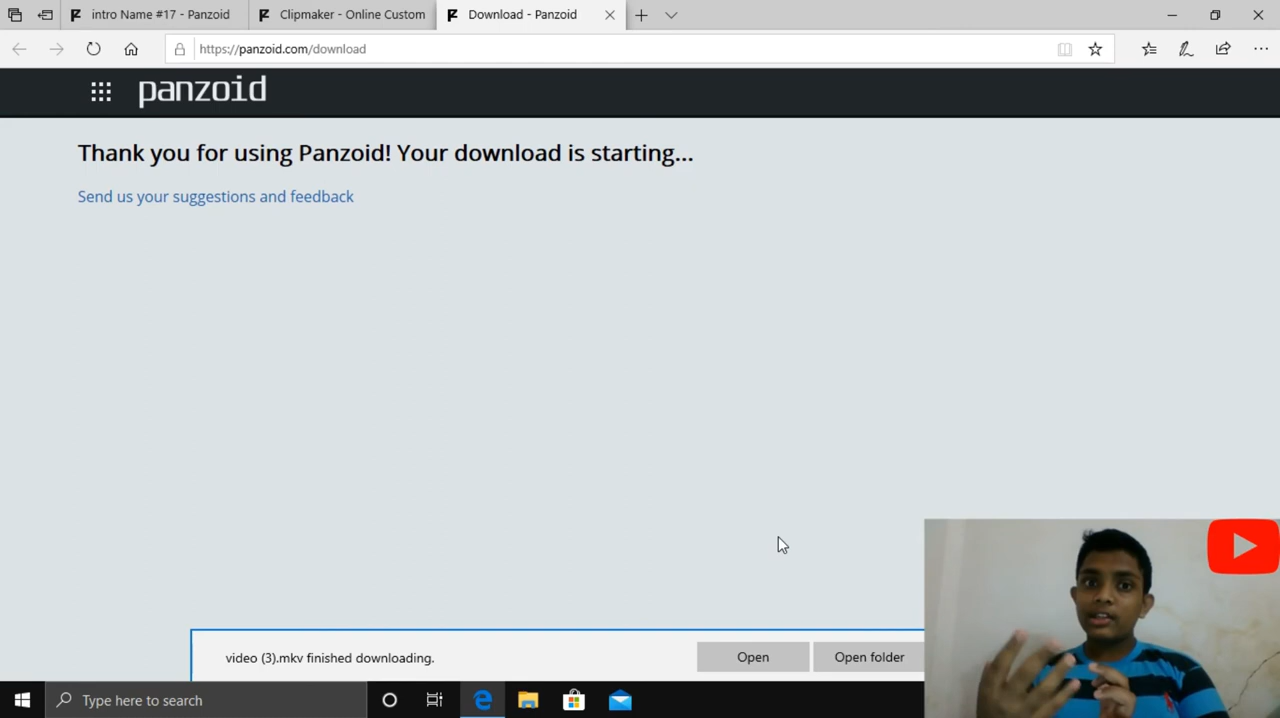 intro Name #17 - Panzoid
Clipmaker - Online Custom
Download - Panzoid
https://panzoid.com/download
panzoid
Thank you for using Panzoid! Your download is starting...
Send us your suggestions and feedback
video (3).mkv finished downloading.
Open
Open folder
Type here to search